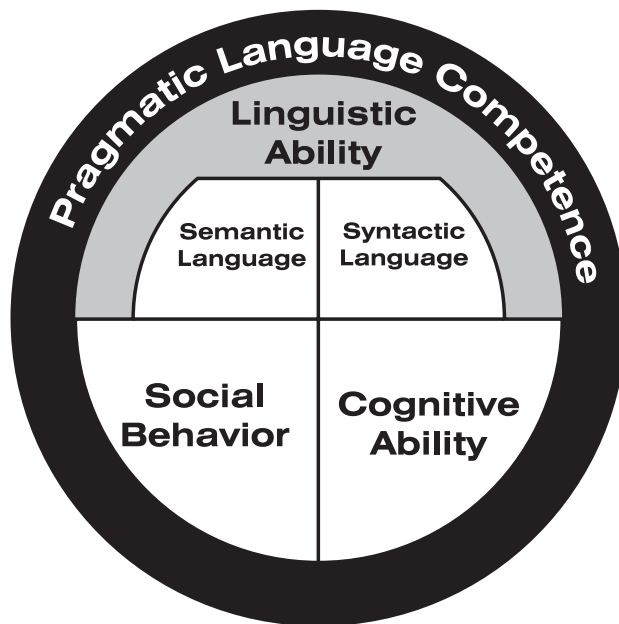 Pragmatic Language Competence
Linguistic
Ability
Semantic
Language
Syntactic
Language
Social
Behavior
Cognitive
Ability